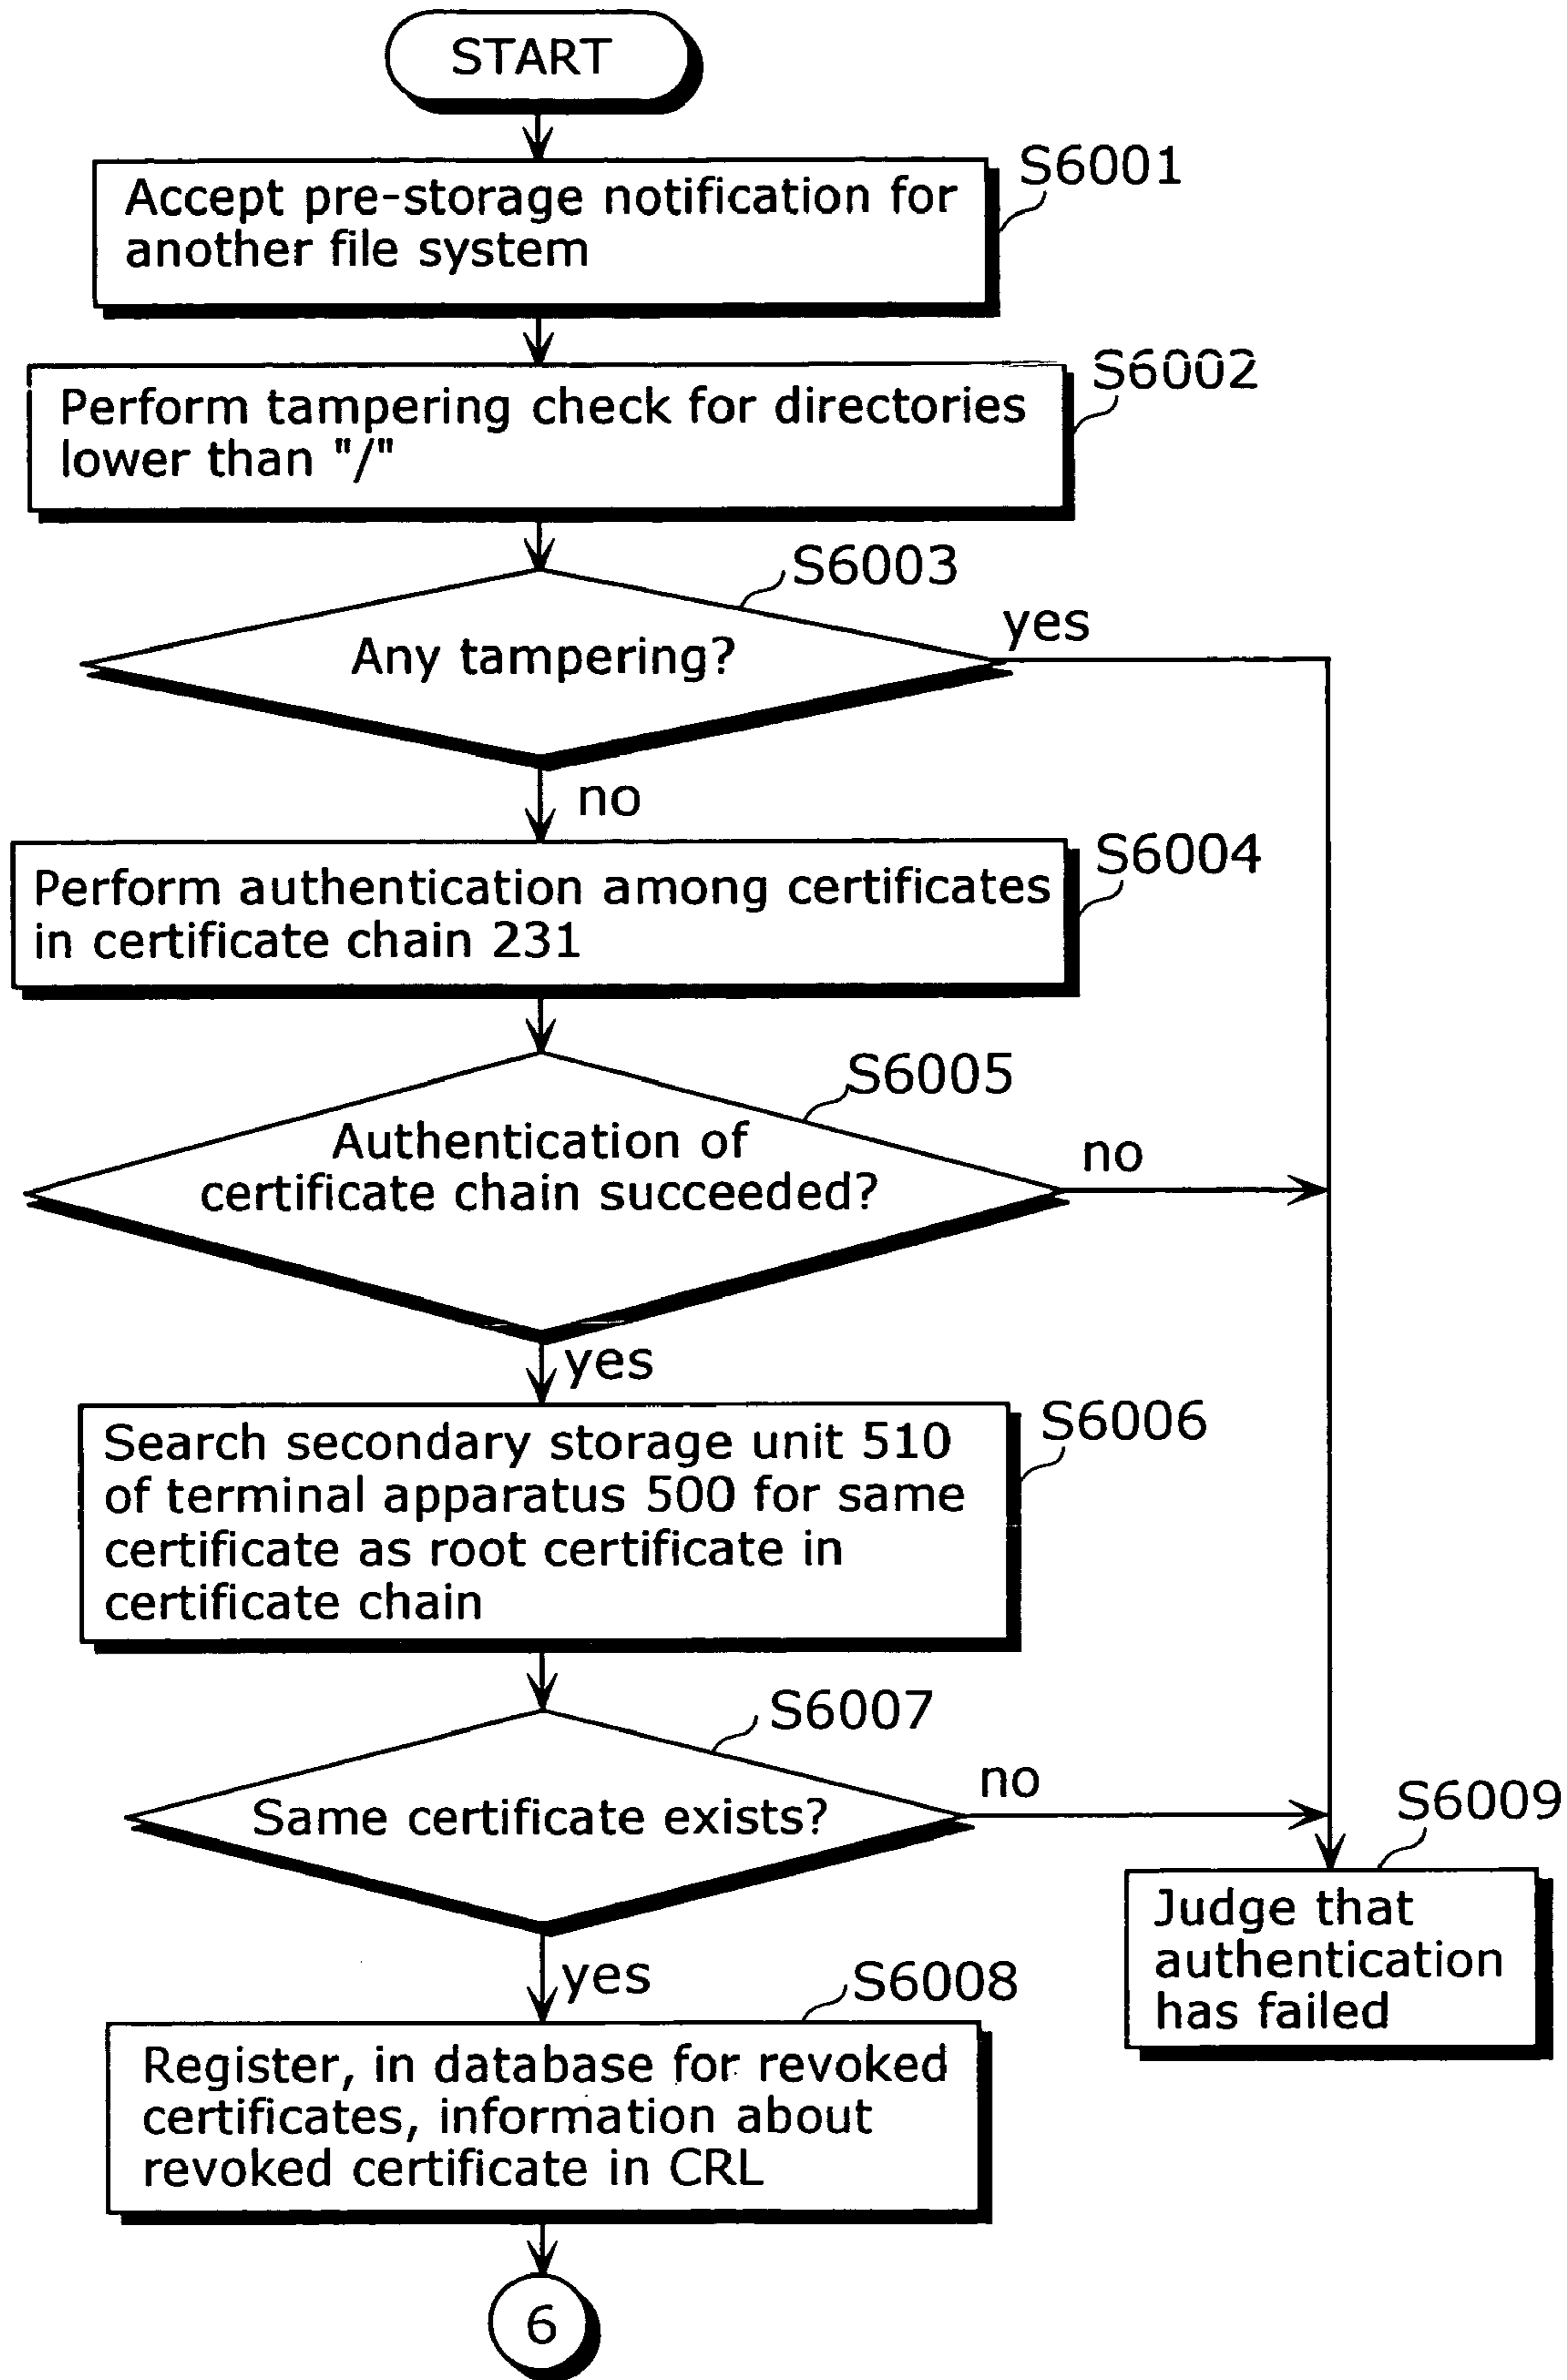 START
S6001
Accept pre-storage notification for
another file system
S6002
Perform tampering check for directories
lower than "/"
S6003
Any tampering?
yes
no
S6004
Perform authentication among certificates
in certificate chain 231
S6005
Authentication of
certificate chain succeeded?
no
yes
S6006
Search secondary storage unit 510
of terminal apparatus 500 for same
certificate as root certificate in
certificate chain
S6007
Same certificate exists?
no
yes
S6009
Judge that
authentication
has failed
S6008
Register, in database for revoked
certificates, information about
revoked certificate in CRL
6